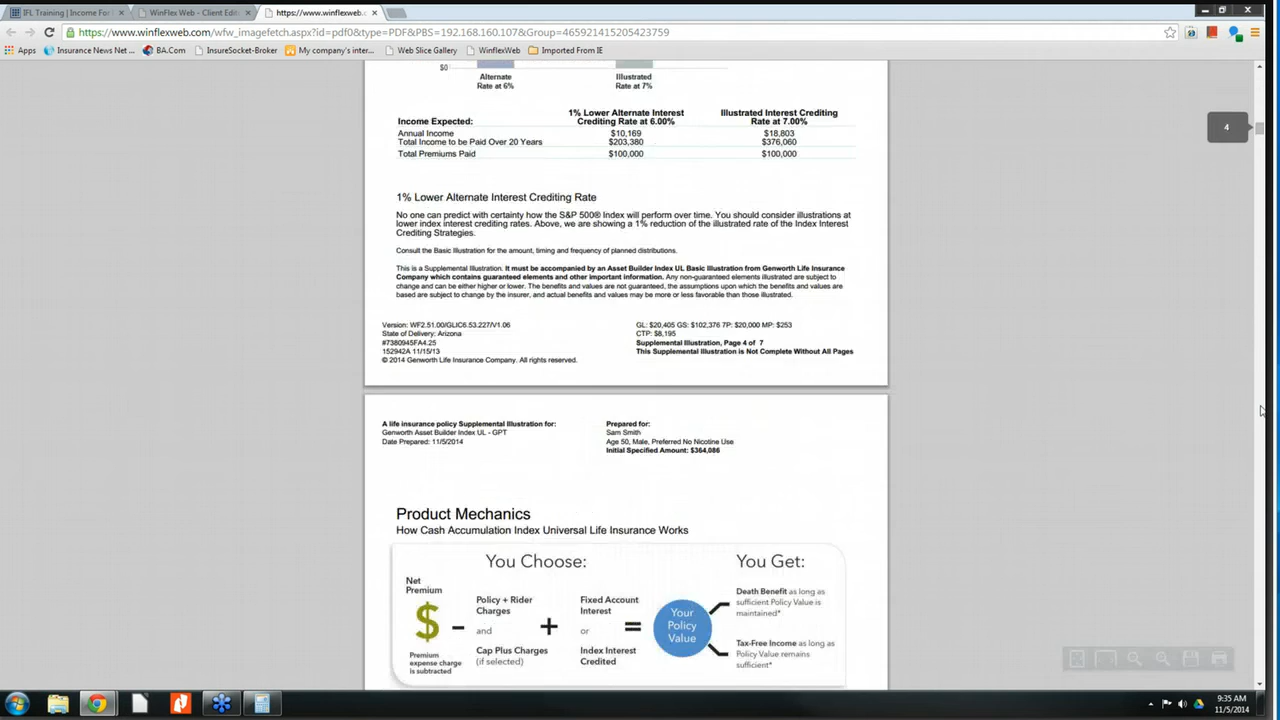 IFL Training | Income For
WinFlex Web - Client Edit
https://www.winflexweb.c
https://www.winflexweb.com/wfw_imagefetch.aspx?id=pdf0&type=PDF&PBS=192.168.160.107&Group=465921415205423759
Apps
Insurance News Net ...
BA.Com
InsureSocket-Broker
My company's inter...
Web Slice Gallery
WinflexWeb
Imported From IE
$0
Alternate
Rate at 6%
Illustrated
Rate at 7%
4
Income Expected:
1% Lower Alternate Interest
Crediting Rate at 6.00%
Illustrated Interest Crediting
Rate at 7.00%
Annual Income $10,169 $18,803
Total Income to be Paid Over 20 Years $203,380 $376,060
Total Premiums Paid $100,000 $100,000
1% Lower Alternate Interest Crediting Rate
No one can predict with certainty how the S&P 500® Index will perform over time. You should consider illustrations at
lower index interest crediting rates. Above, we are showing a 1% reduction of the illustrated rate of the Index Interest
Crediting Strategies.
Consult the Basic Illustration for the amount, timing and frequency of planned distributions.
This is a Supplemental Illustration. It must be accompanied by an Asset Builder Index UL Basic Illustration from Genworth Life Insurance
Company which contains guaranteed elements and other important information. Any non-guaranteed elements illustrated are subject to
change and can be either higher or lower. The benefits and values are not guaranteed, the assumptions upon which the benefits and values are
based are subject to change by the insurer, and actual benefits and values may be more or less favorable than those illustrated.
Version: WF2.51.00/GLIC6.53.227/V1.06
State of Delivery: Arizona
#7380945FA4.25
152942A 11/15/13
© 2014 Genworth Life Insurance Company. All rights reserved.
GL: $20,405 GS: $102,376 7P: $20,000 MP: $253
CTP: $8,195
Supplemental Illustration, Page 4 of 7
This Supplemental Illustration is Not Complete Without All Pages
A life insurance policy Supplemental Illustration for:
Genworth Asset Builder Index UL - GPT
Date Prepared: 11/5/2014
Prepared for:
Sam Smith
Age 50, Male, Preferred No Nicotine Use
Initial Specified Amount: $364,086
Product Mechanics
How Cash Accumulation Index Universal Life Insurance Works
You Choose:
You Get:
Net
Premium
$
Premium
expense charge
is subtracted
-
Policy + Rider
Charges
and
Cap Plus Charges
(if selected)
+
Fixed Account
Interest
or
Index Interest
Credited
=
Your
Policy
Value
Death Benefit as long as
sufficient Policy Value is
maintained*
Tax-Free Income as long as
Policy Value remains
sufficient*
9:35 AM
11/5/2014